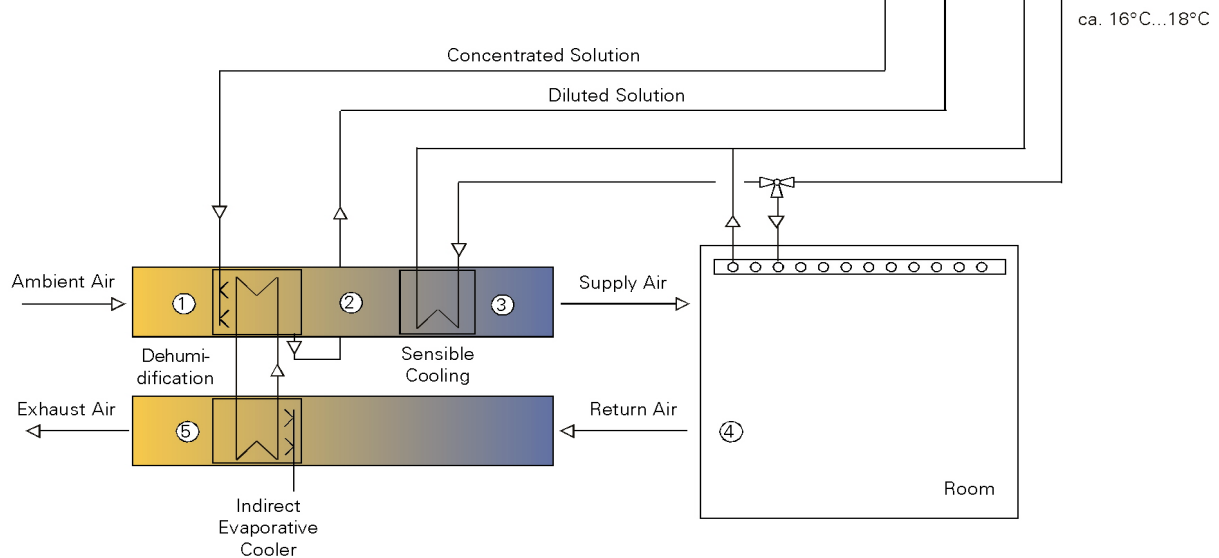 ca. 16°C...18°C
Concentrated Solution
Diluted Solution
Ambient Air
1
2
3
Supply Air
Dehumi-
dification
Sensible
Cooling
Exhaust Air
5
Return Air
4
Room
Indirect
Evaporative
Cooler